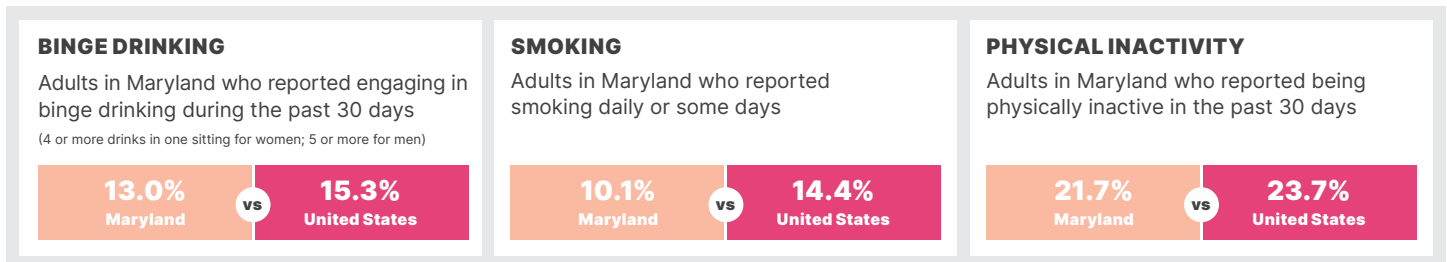 BINGE DRINKING
Adults in Maryland who reported engaging in
binge drinking during the past 30 days
(4 or more drinks in one sitting for women; 5 or more for men)
13.0%
Maryland
vs
15.3%
United States
SMOKING
Adults in Maryland who reported
smoking daily or some days
10.1%
Maryland
vs
14.4%
United States
PHYSICAL INACTIVITY
Adults in Maryland who reported being
physically inactive in the past 30 days
21.7%
Maryland
vs
23.7%
United States